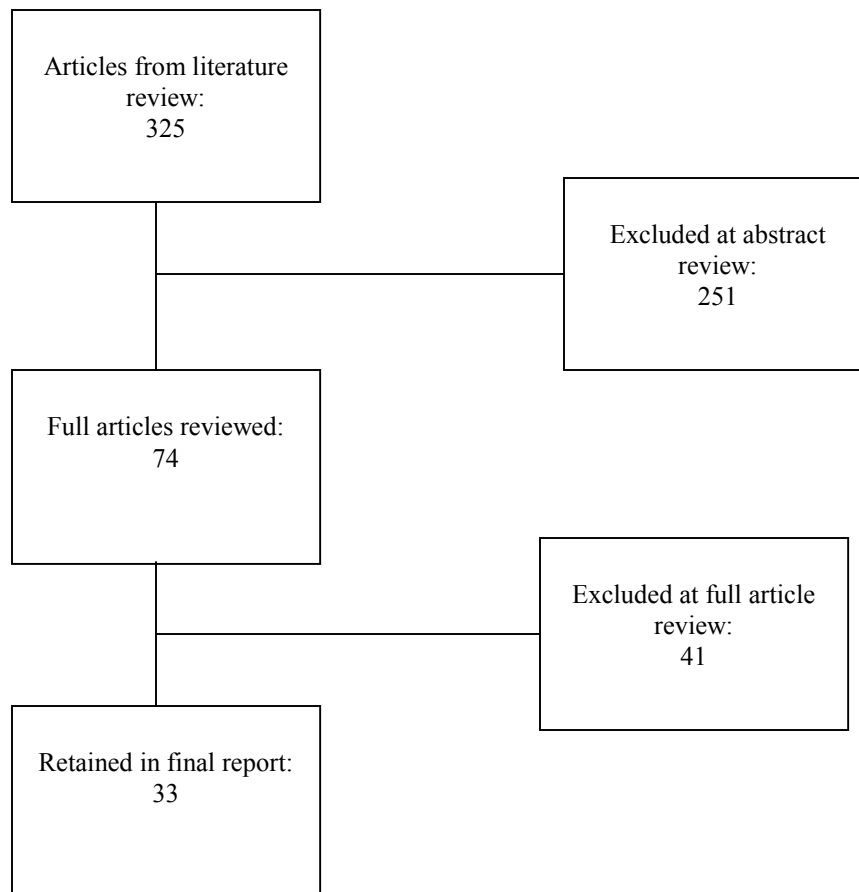 Articles from literature
review:
325
Excluded at abstract
review:
251
Full articles reviewed:
74
Excluded at full article
review:
41
Retained in final report:
33